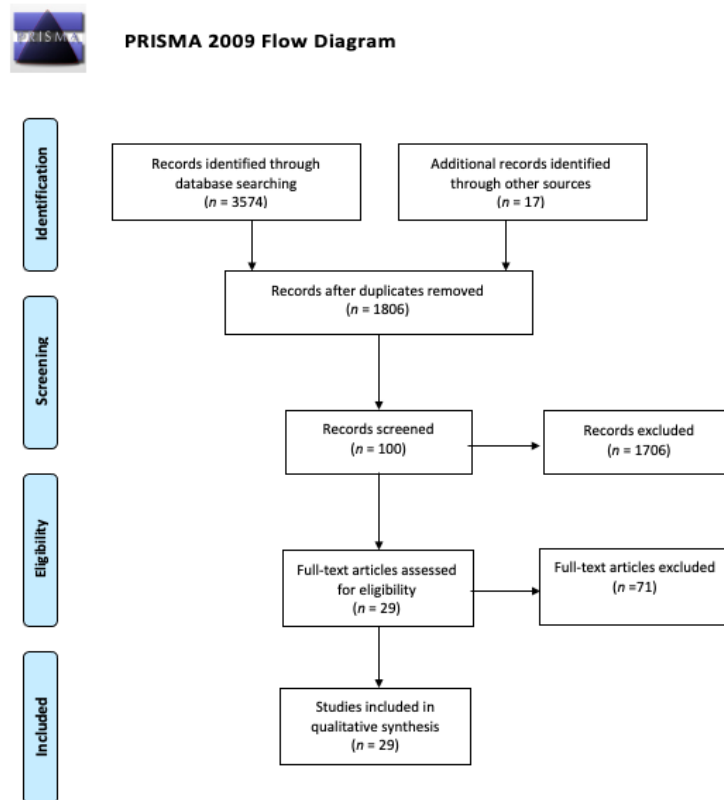 PRISMA
PRISMA 2009 Flow Diagram
Identification
Records identified through
database searching
(n = 3574)
Additional records identified
through other sources
(n = 17)
Records after duplicates removed
(n = 1806)
Screening
Records screened
(n = 100)
Records excluded
(n = 1706)
Eligibility
Full-text articles assessed
for eligibility
(n = 29)
Full-text articles excluded
(n =71)
Included
Studies included in
qualitative synthesis
(n = 29)